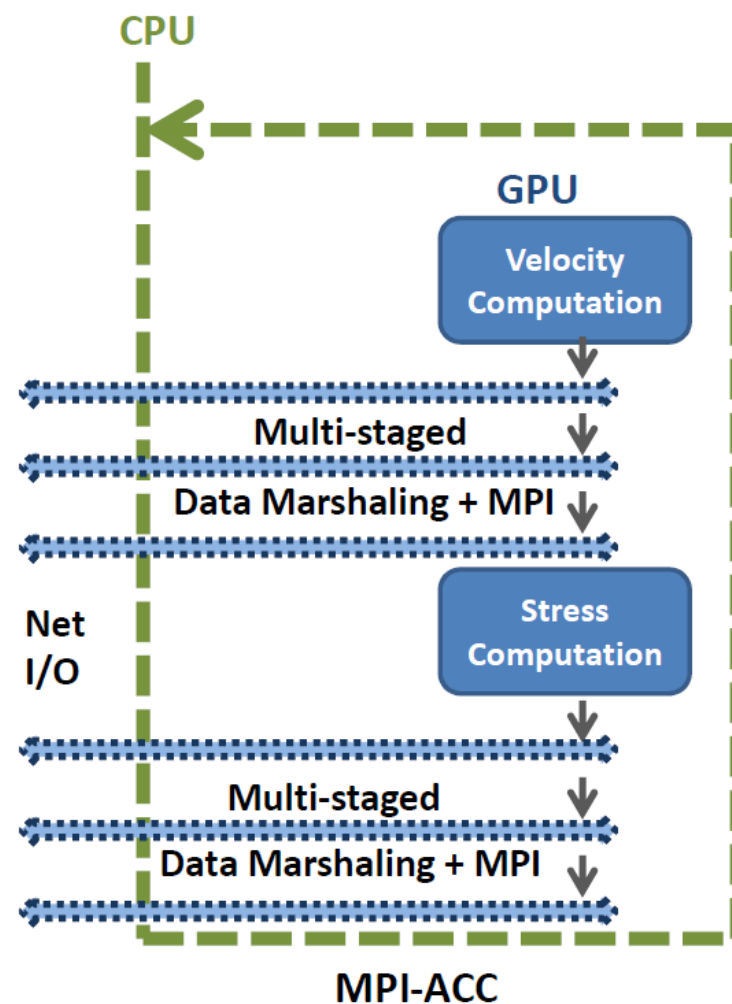 CPU
GPU
Velocity
Computation
Multi-staged
Data Marshaling + MPI
Stress
Computation
Net
I/O
Multi-staged
Data Marshaling + MPI
MPI-ACC